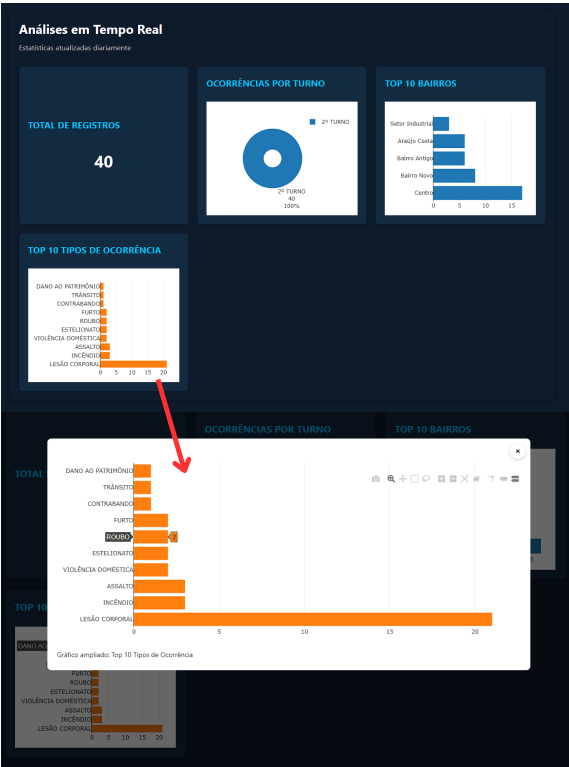 Análises em Tempo Real
Estatísticas atualizadas diariamente
TOTAL DE REGISTROS
40
OCORRÊNCIAS POR TURNO
2º TURNO
2º TURNO
40
100%
TOP 10 BAIRROS
Setor Industrial
Araújo Costa
Bairro Antigo
Bairro Novo
Centro
0 5 10 15
TOP 10 TIPOS DE OCORRÊNCIA
DANO AO PATRIMÔNIO
TRÂNSITO
CONTRABANDO
FURTO
ROUBO
ESTELIONATO
VIOLÊNCIA DOMÉSTICA
ASSALTO
INCÊNDIO
LESÃO CORPORAL
0 5 10 15 20
OCORRÊNCIAS POR TURNO
TOP 10 BAIRROS
TOTAL
×
DANO AO PATRIMÔNIO
TRÂNSITO
CONTRABANDO
FURTO
ROUBO 2
ESTELIONATO
VIOLÊNCIA DOMÉSTICA
ASSALTO
INCÊNDIO
LESÃO CORPORAL
0 5 10 15 20
Gráfico ampliado: Top 10 Tipos de Ocorrência
TOP 10
DANO AO
FURTO
ROUBO
ESTELIONATO
VIOLÊNCIA DOMÉSTICA
ASSALTO
INCÊNDIO
LESÃO CORPORAL
0 5 10 15 20